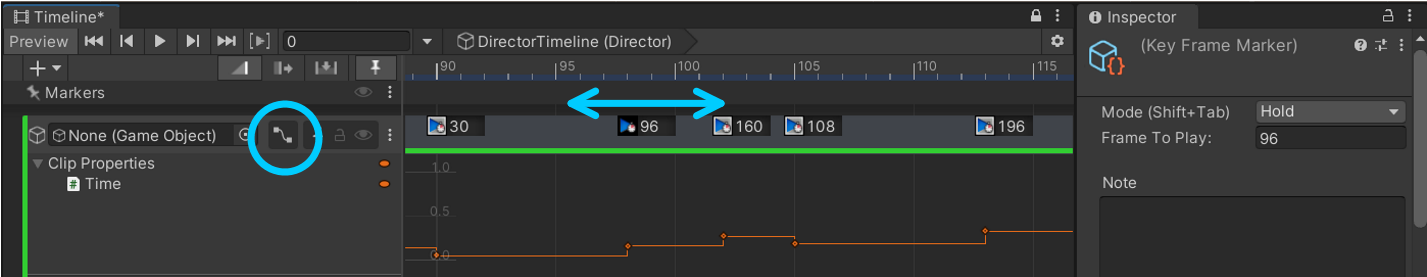 Timeline*
Preview 0 DirectorTimeline (Director)
90 95 100 105 110 115
Markers
None (Game Object) 30 96 160 108 196
Clip Properties
Time
1.0
0.5
0.0
Inspector
(Key Frame Marker)
Mode (Shift+Tab) Hold
Frame To Play: 96
Note